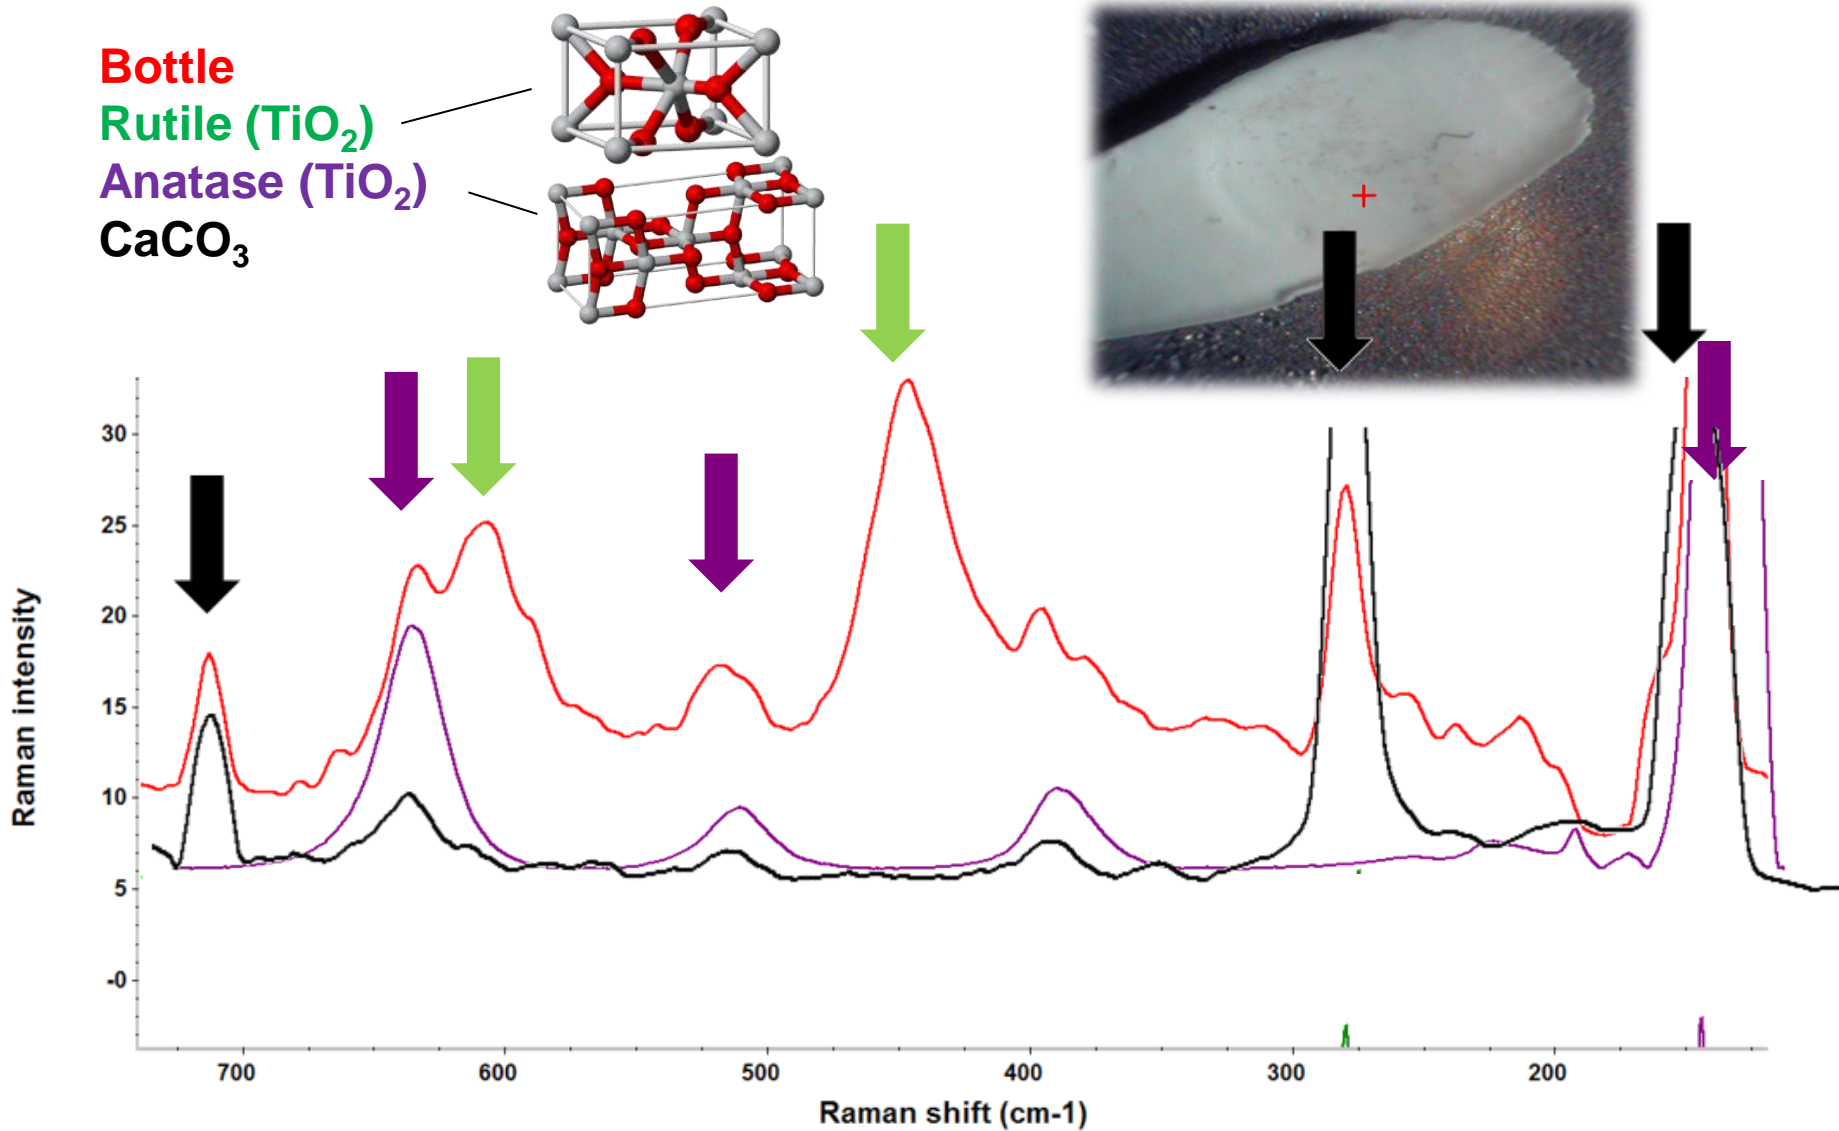 Bottle
Rutile (TiO₂)
Anatase (TiO₂)
CaCO₃
Raman intensity
30
25
20
15
10
5
-0
700 600 500 400 300 200
Raman shift (cm-1)